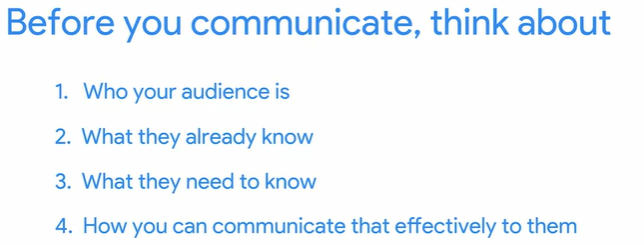 Before you communicate, think about
1. Who your audience is
2. What they already know
3. What they need to know
4. How you can communicate that effectively to them